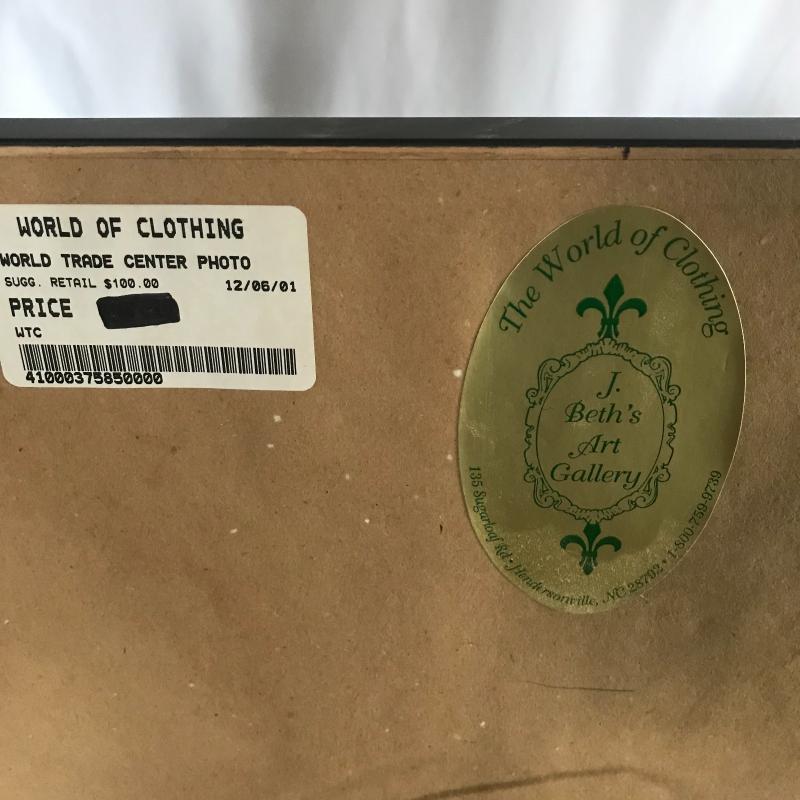 WORLD OF CLOTHING
WORLD TRADE CENTER PHOTO
SUGG. RETAIL $100.00 12/06/01
PRICE
WTC
41000375850000
The World of Clothing
J.
Beth's
Art
Gallery
135 Sugarloaf Rd • Hendersonville, NC 28792 • 1-800-759-9739